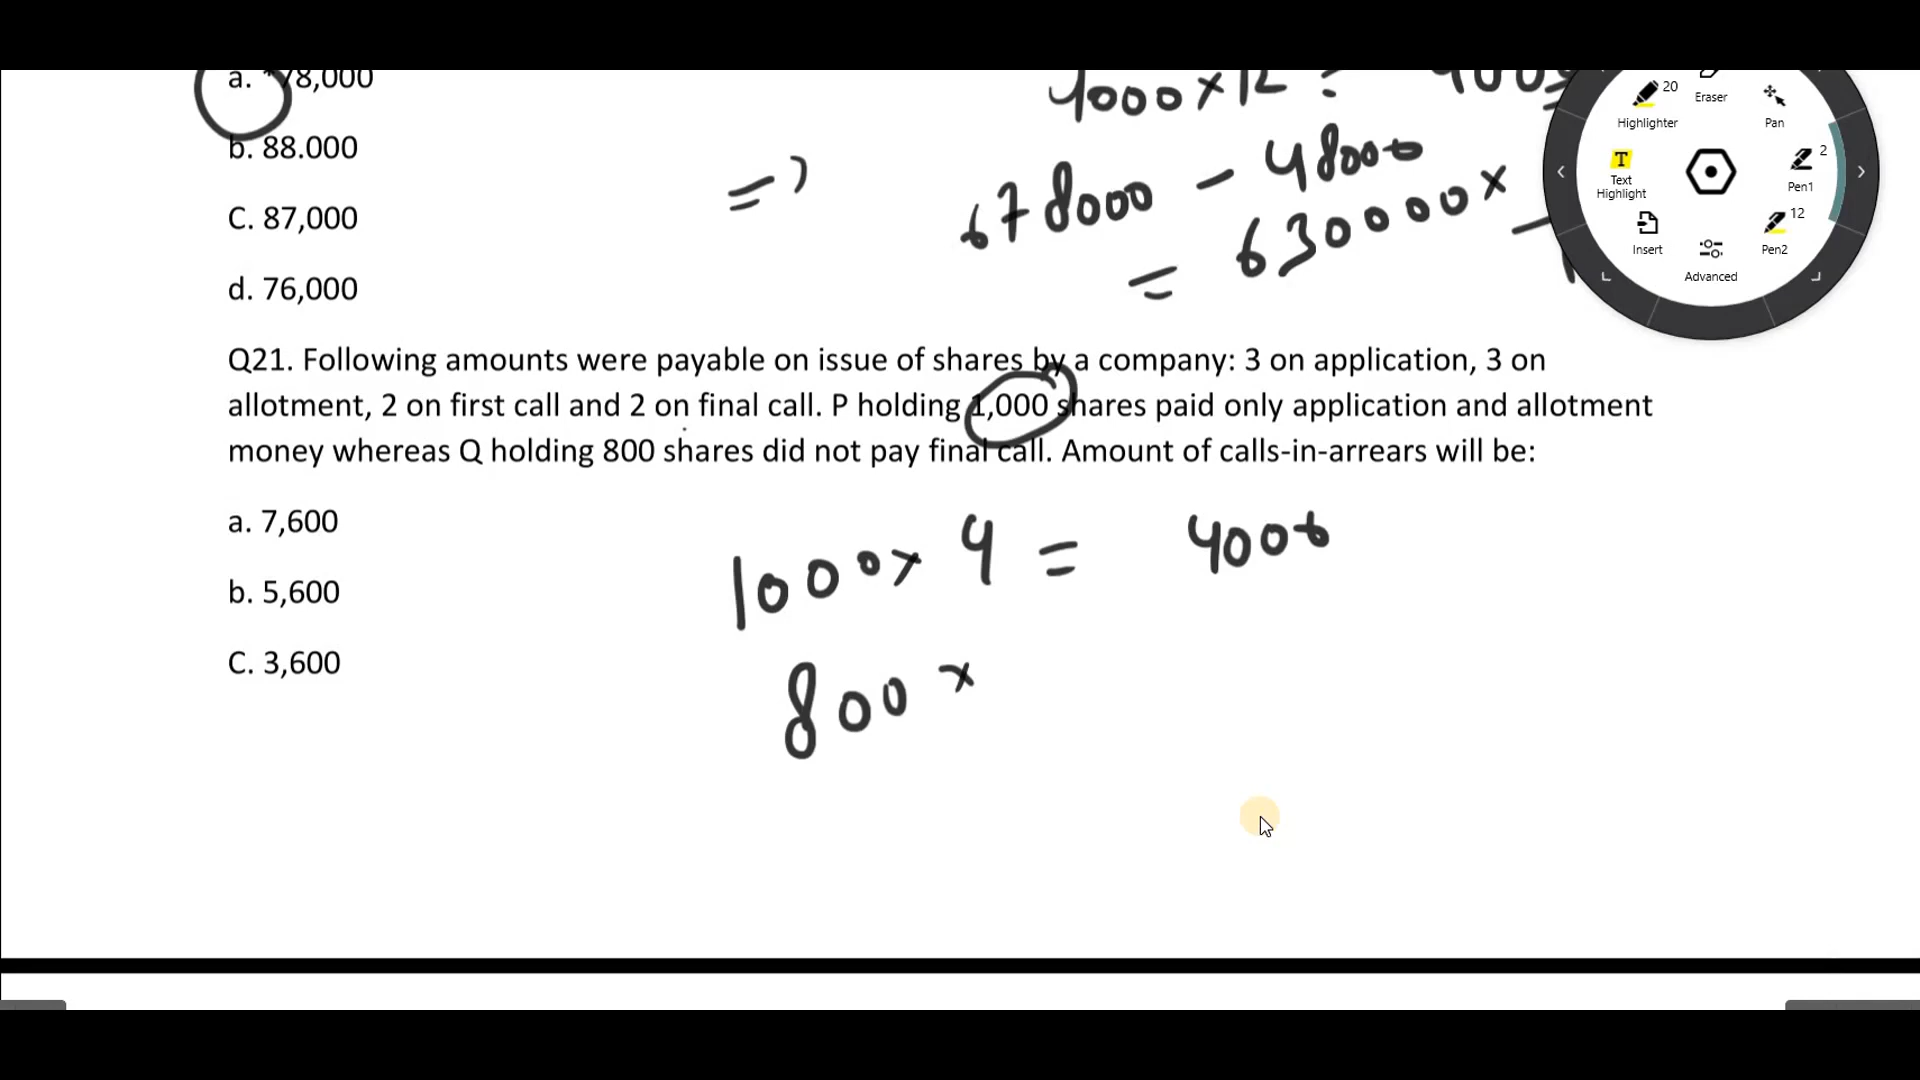 a. 78,000
4000 x 12 =
b. 88.000
=>
678000 - 48000
C. 87,000
= 630000 x
d. 76,000
20
Eraser
Highlighter
Pan
T
Text
Highlight
2
Pen1
12
Insert
Pen2
Advanced
Q21. Following amounts were payable on issue of shares by a company: 3 on application, 3 on
allotment, 2 on first call and 2 on final call. P holding 1,000 shares paid only application and allotment
money whereas Q holding 800 shares did not pay final call. Amount of calls-in-arrears will be:
a. 7,600
1000 x 4 = 4000
b. 5,600
C. 3,600
800 x